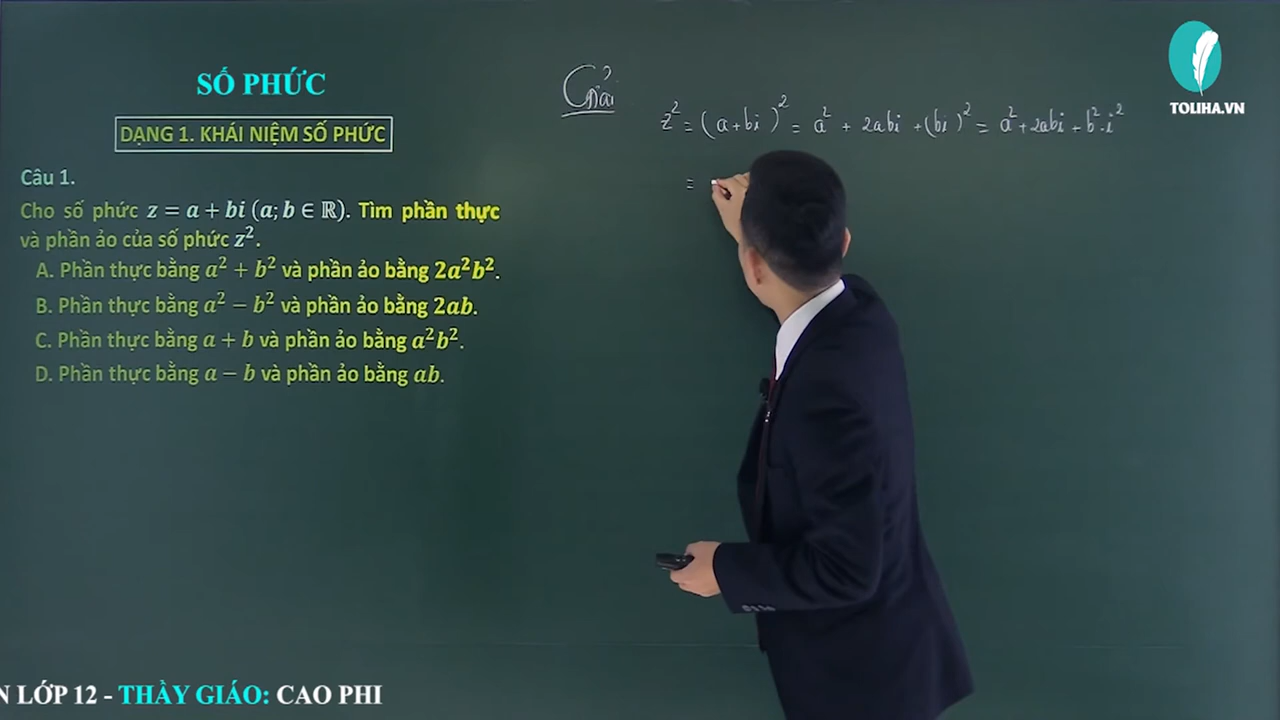 SỐ PHỨC
DẠNG 1. KHÁI NIỆM SỐ PHỨC
Câu 1.
Cho số phức z = a + bi (a; b ∈ ℝ). Tìm phần thực
và phần ảo của số phức z².
A. Phần thực bằng a² + b² và phần ảo bằng 2a²b².
B. Phần thực bằng a² − b² và phần ảo bằng 2ab.
C. Phần thực bằng a + b và phần ảo bằng a²b².
D. Phần thực bằng a − b và phần ảo bằng ab.
Giải
z² = (a+bi)² = a² + 2abi + (bi)² = a² + 2abi + b².i²
=
TOLIHA.VN
N LỚP 12 - THẦY GIÁO: CAO PHI